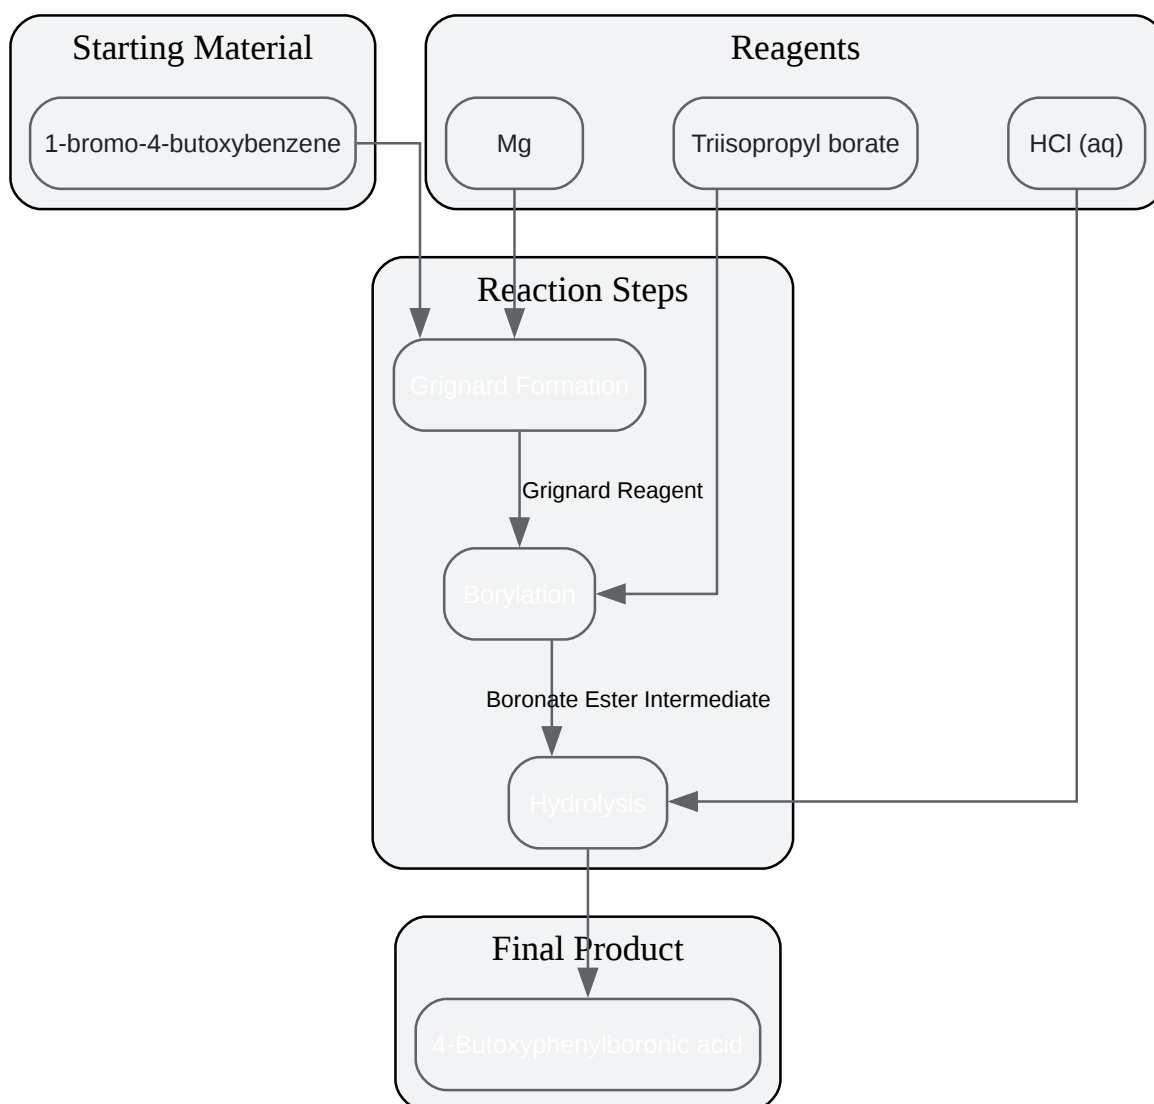 Starting Material
Reagents
1-bromo-4-butoxybenzene
Mg
Triisopropyl borate
HCl (aq)
Reaction Steps
Grignard Formation
Grignard Reagent
Borylation
Boronate Ester Intermediate
Hydrolysis
Final Product
4-Butoxyphenylboronic acid